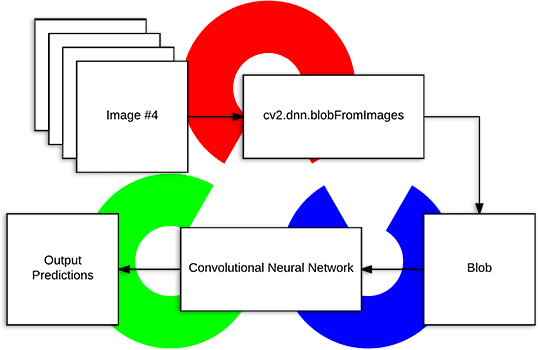 Image #4
cv2.dnn.blobFromImages
Output
Predictions
Convolutional Neural Network
Blob